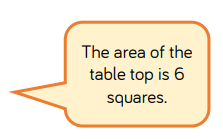 The area of the
table top is 6
squares.